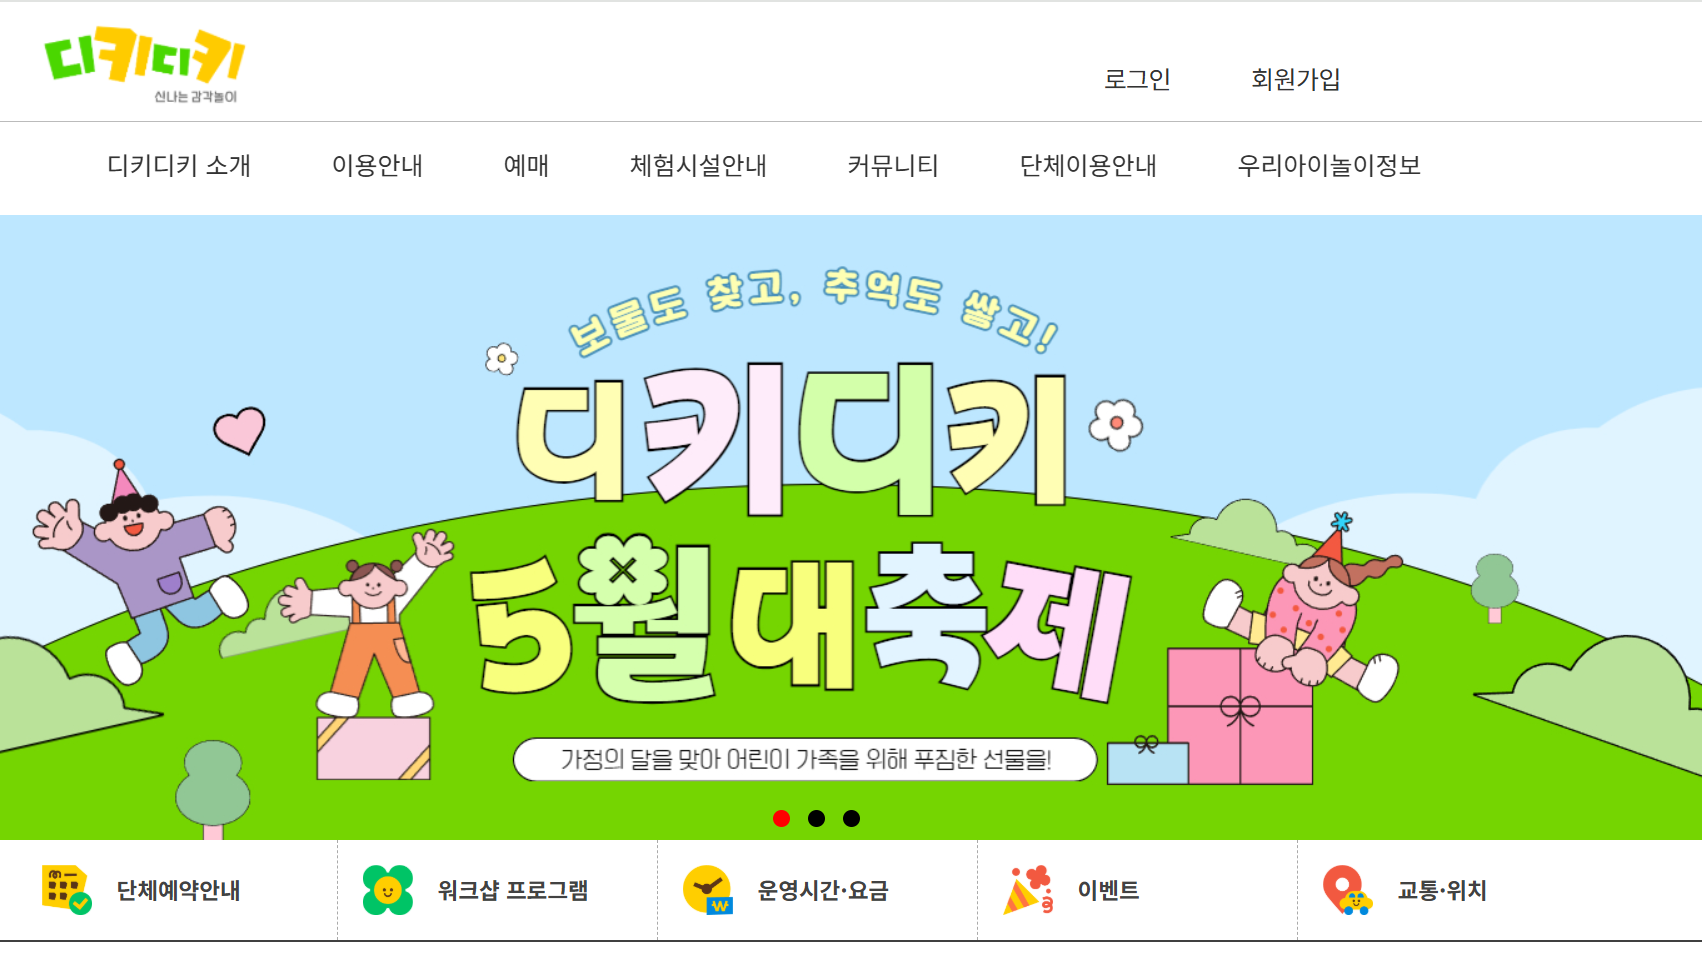 디키디키
신나는 감각놀이
로그인 회원가입
디키디키 소개 이용안내 예매 체험시설안내 커뮤니티 단체이용안내 우리아이놀이정보
보물도 찾고, 추억도 쌓고!
디키디키
5월대축제
가정의 달을 맞아 어린이 가족을 위해 푸짐한 선물을!
단체예약안내 워크샵 프로그램 운영시간·요금 이벤트 교통·위치